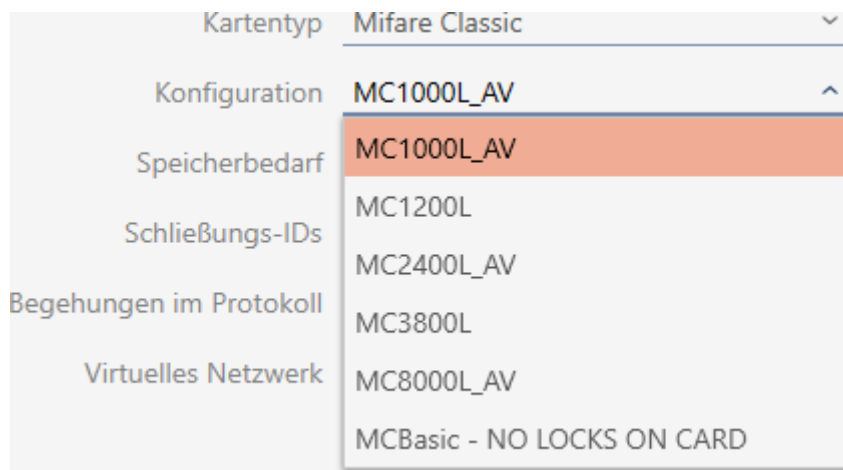 Kartentyp Mifare Classic
Konfiguration MC1000L_AV
MC1000L_AV
Speicherbedarf
MC1200L
Schließungs-IDs
MC2400L_AV
Begehungen im Protokoll
MC3800L
Virtuelles Netzwerk
MC8000L_AV
MCBasic - NO LOCKS ON CARD